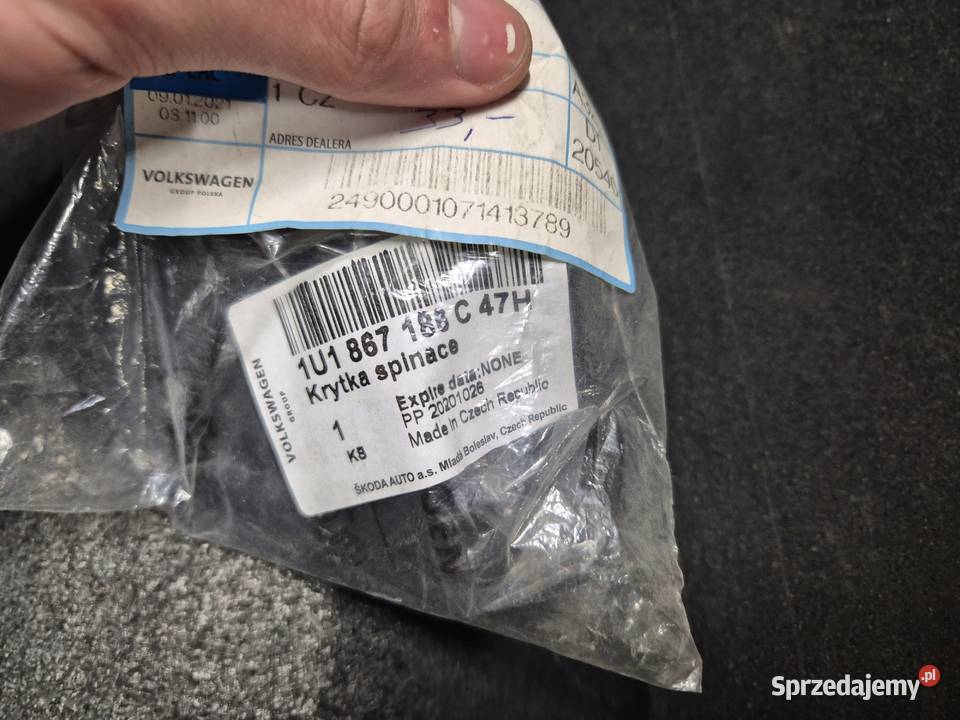 09.01.2021
08:11:00
1 CZ
33,-
ADRES DEALERA
20540
VOLKSWAGEN
GROUP POLSKA
2490001071413789
VOLKSWAGEN
GROUP
1U1 867 188 C 47H
Krytka spinace
Expire data:NONE
PP 20201026
Made in Czech Republic
1
KS
ŠKODA AUTO a.s. Mladá Boleslav, Czech Republic
Sprzedajemy.pl